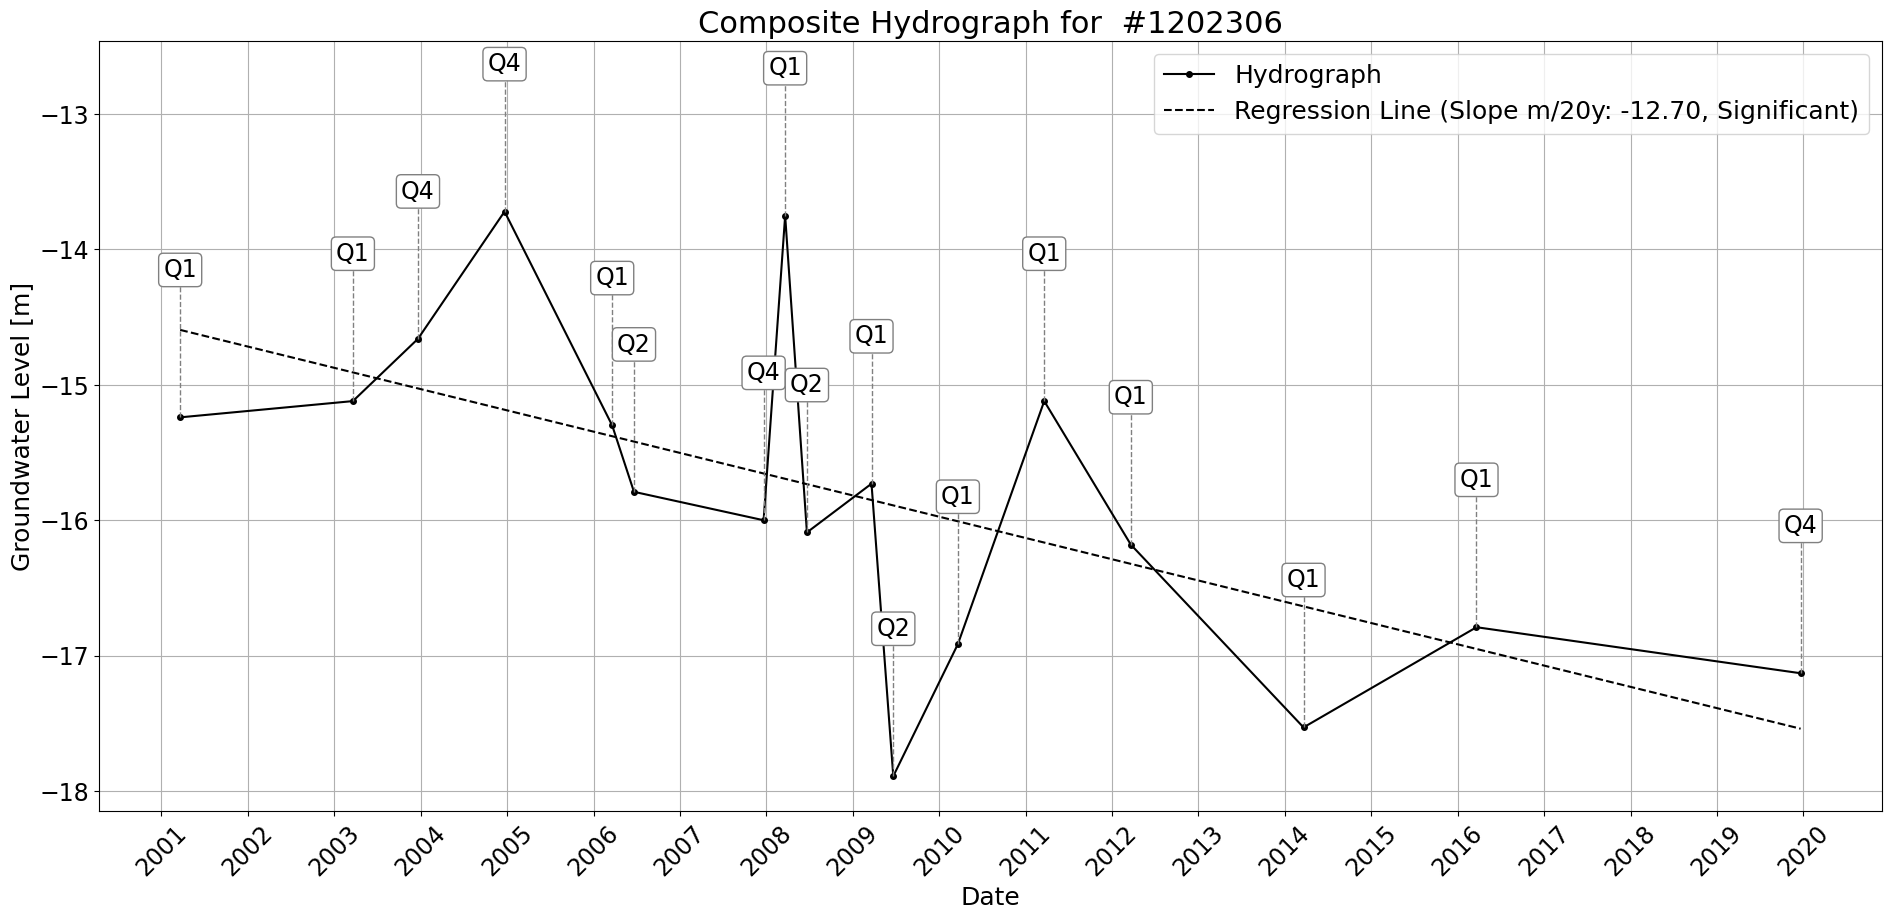 Composite Hydrograph for  #1202306
Hydrograph
Regression Line (Slope m/20y: -12.70, Significant)
Groundwater Level [m]
−13
−14
−15
−16
−17
−18
Q1
Q1
Q4
Q4
Q1
Q2
Q4
Q1
Q2
Q1
Q2
Q1
Q1
Q1
Q1
Q1
Q4
2001
2002
2003
2004
2005
2006
2007
2008
2009
2010
2011
2012
2013
2014
2015
2016
2017
2018
2019
2020
Date